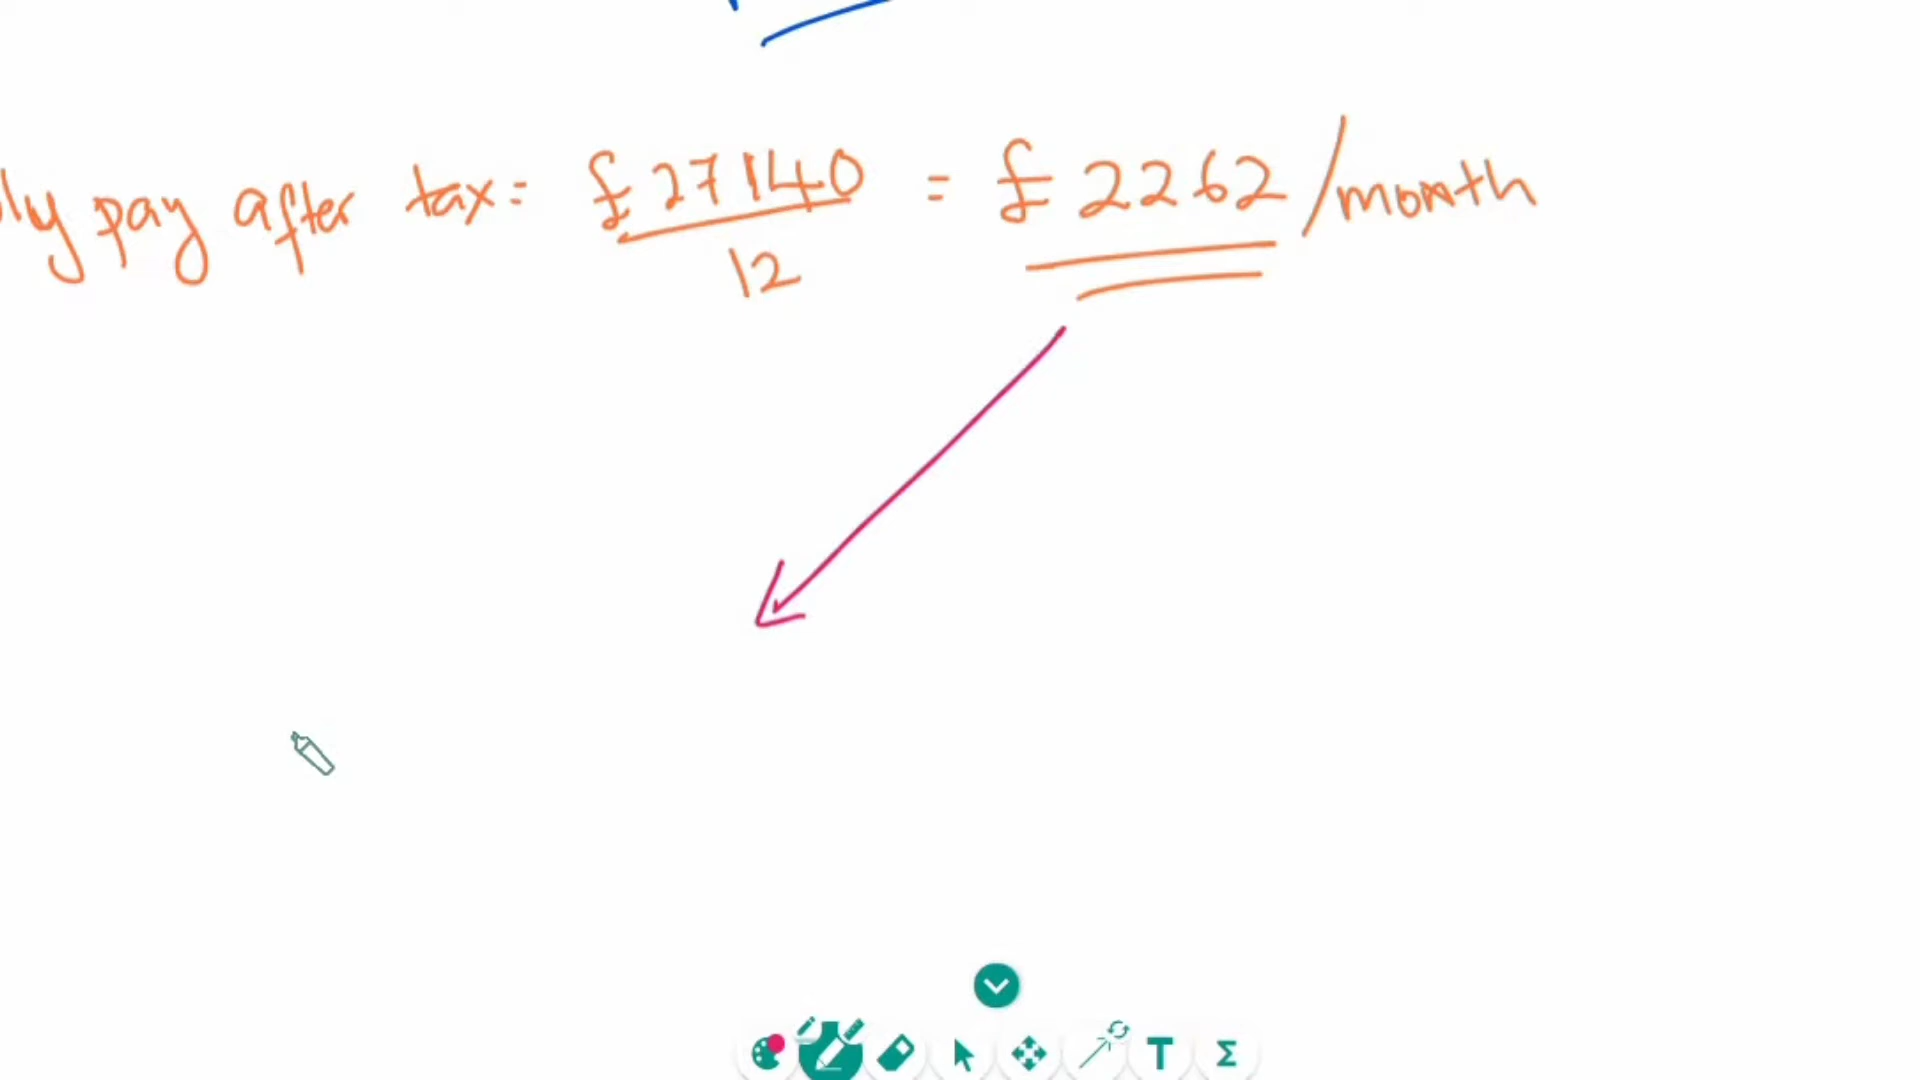 ly pay after tax = £27140 = £2262/month
12
T
Σ